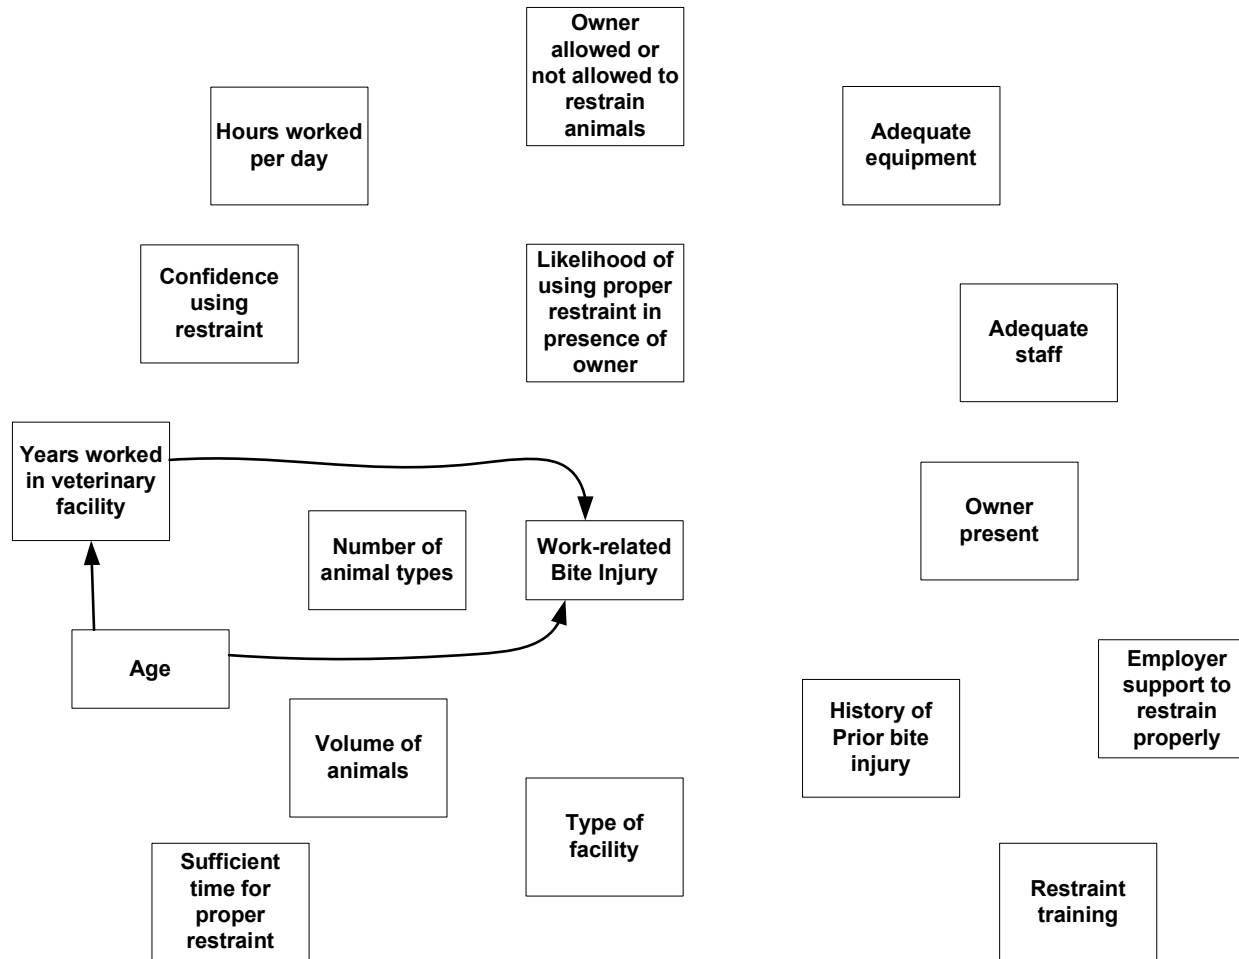 Owner
allowed or
not allowed to
restrain
animals
Hours worked
per day
Adequate
equipment
Confidence
using
restraint
Likelihood of
using proper
restraint in
presence of
owner
Adequate
staff
Years worked
in veterinary
facility
Owner
present
Number of
animal types
Work-related
Bite Injury
Age
Employer
support to
restrain
properly
History of
Prior bite
injury
Volume of
animals
Type of
facility
Sufficient
time for
proper
restraint
Restraint
training